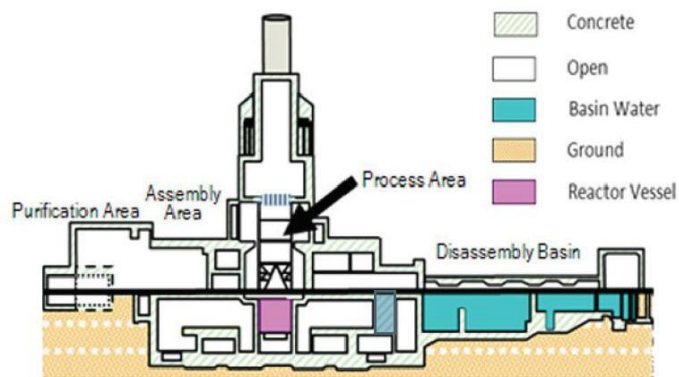 Concrete
Open
Basin Water
Ground
Reactor Vessel
Process Area
Assembly
Area
Purification Area
Disassembly Basin